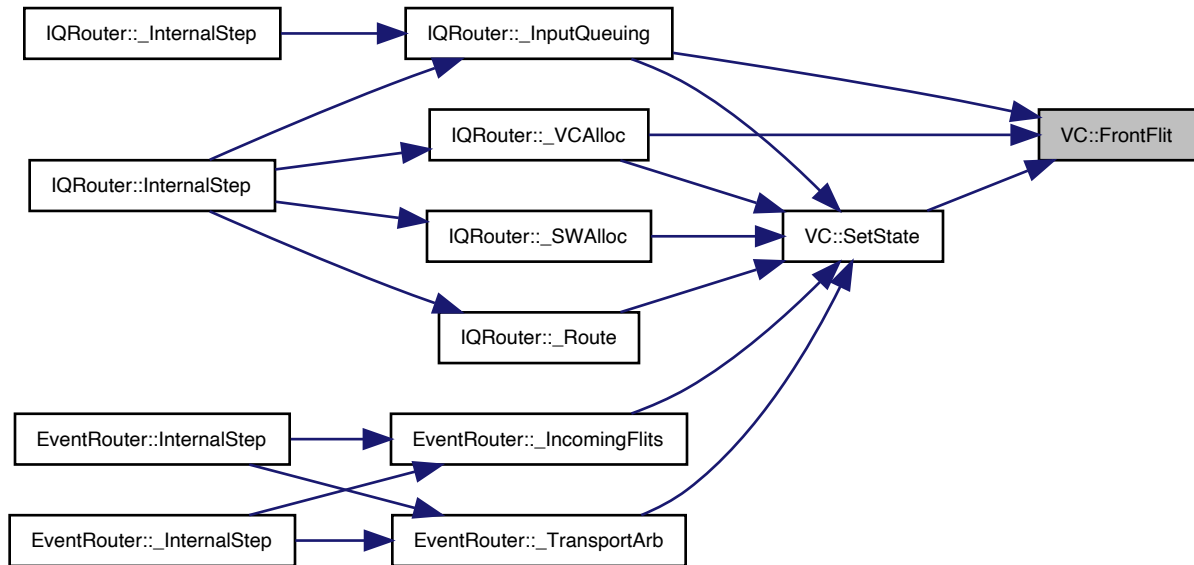 IQRouter::_InternalStep
IQRouter::_InputQueuing
IQRouter::_VCAlloc
VC::FrontFlit
IQRouter::InternalStep
IQRouter::_SWAlloc
VC::SetState
IQRouter::_Route
EventRouter::InternalStep
EventRouter::_IncomingFlits
EventRouter::_InternalStep
EventRouter::_TransportArb